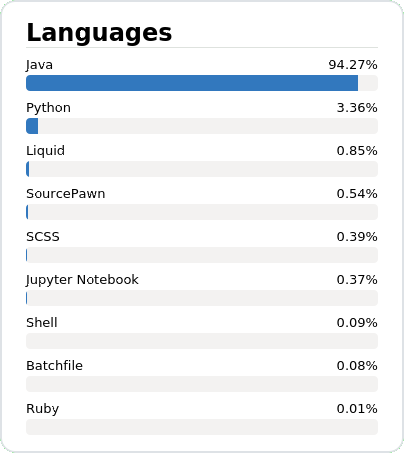 Languages
Java 94.27%
Python 3.36%
Liquid 0.85%
SourcePawn 0.54%
SCSS 0.39%
Jupyter Notebook 0.37%
Shell 0.09%
Batchfile 0.08%
Ruby 0.01%